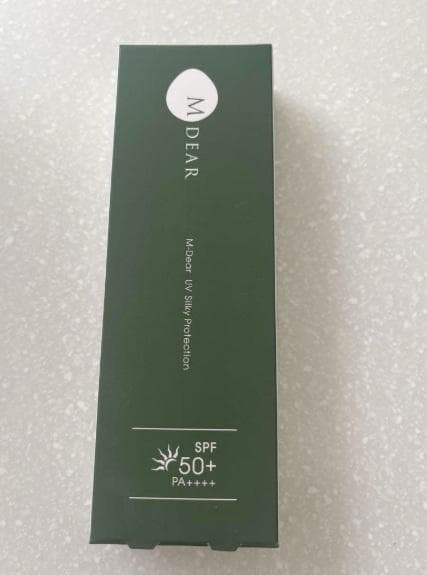 M DEAR
M-Dear UV Silky Protection
SPF
50+
PA++++